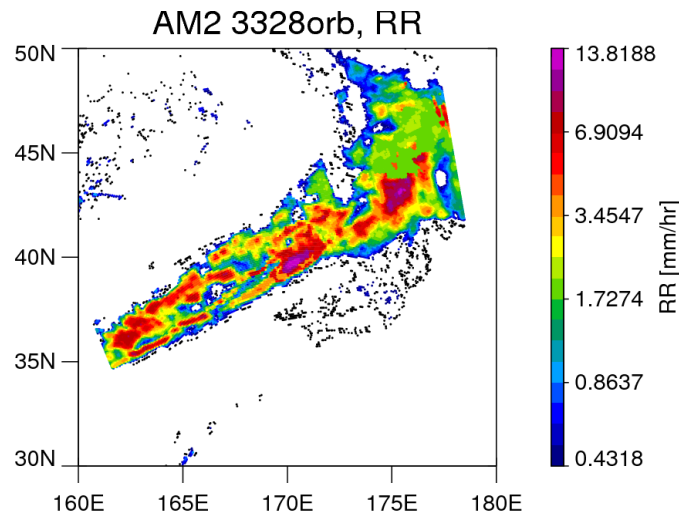 AM2 3328orb, RR
50N
45N
40N
35N
30N
160E 165E 170E 175E 180E
13.8188
6.9094
3.4547
1.7274
0.8637
0.4318
RR [mm/hr]